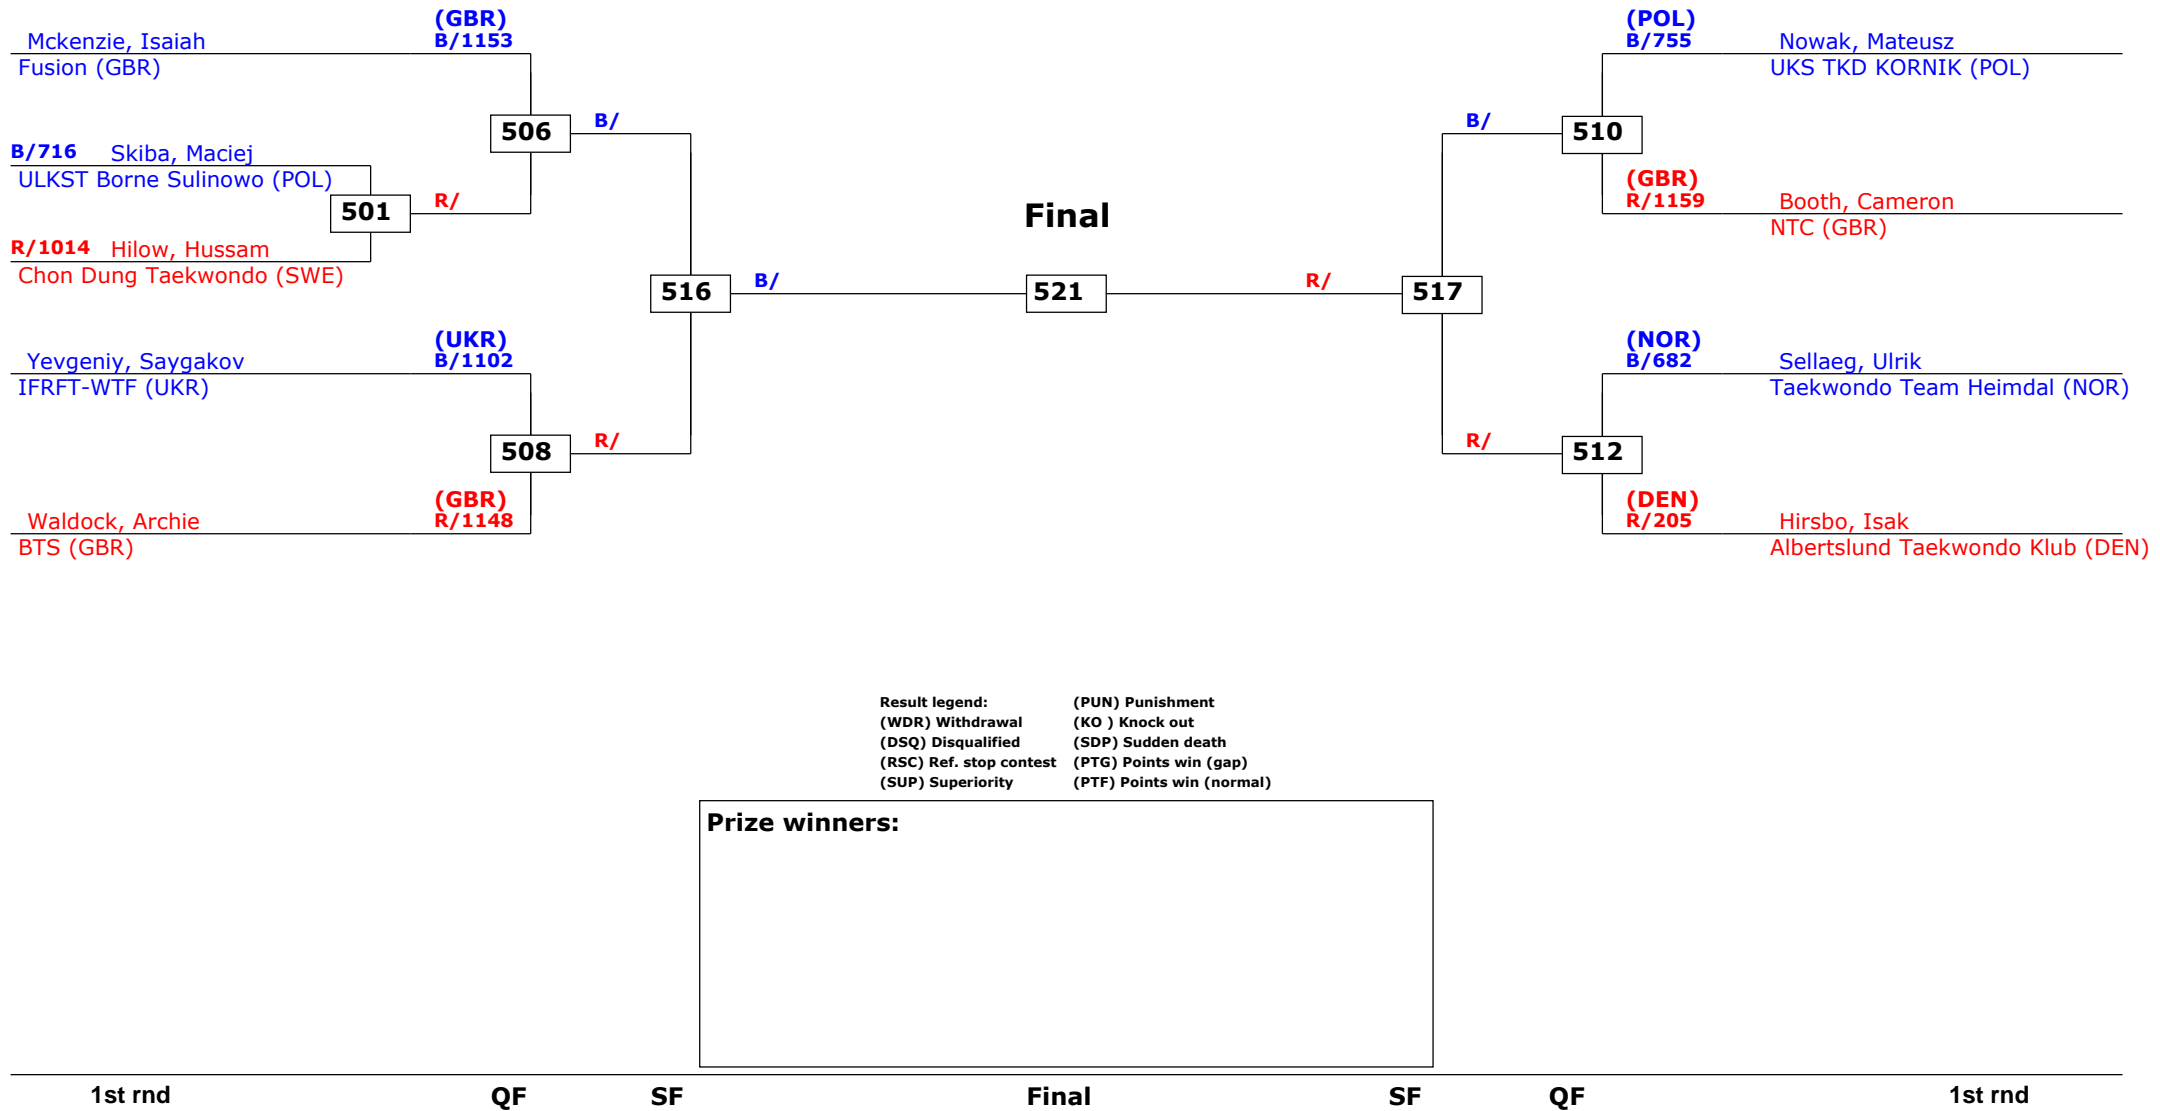 (GBR)
Mckenzie, Isaiah B/1153
Fusion (GBR)
506
B/
B/716 Skiba, Maciej
ULKST Borne Sulinowo (POL)
501
R/
R/1014 Hilow, Hussam
Chon Dung Taekwondo (SWE)
516
B/
(UKR)
Yevgeniy, Saygakov B/1102
IFRFT-WTF (UKR)
508
R/
(GBR)
Waldock, Archie R/1148
BTS (GBR)
Final
521
(POL)
B/755 Nowak, Mateusz
UKS TKD KORNIK (POL)
B/
510
(GBR)
R/1159 Booth, Cameron
NTC (GBR)
R/
517
(NOR)
B/682 Sellaeg, Ulrik
Taekwondo Team Heimdal (NOR)
R/
512
(DEN)
R/205 Hirsbo, Isak
Albertslund Taekwondo Klub (DEN)
Result legend: (PUN) Punishment
(WDR) Withdrawal (KO ) Knock out
(DSQ) Disqualified (SDP) Sudden death
(RSC) Ref. stop contest (PTG) Points win (gap)
(SUP) Superiority (PTF) Points win (normal)
Prize winners:
1st rnd QF SF Final SF QF 1st rnd